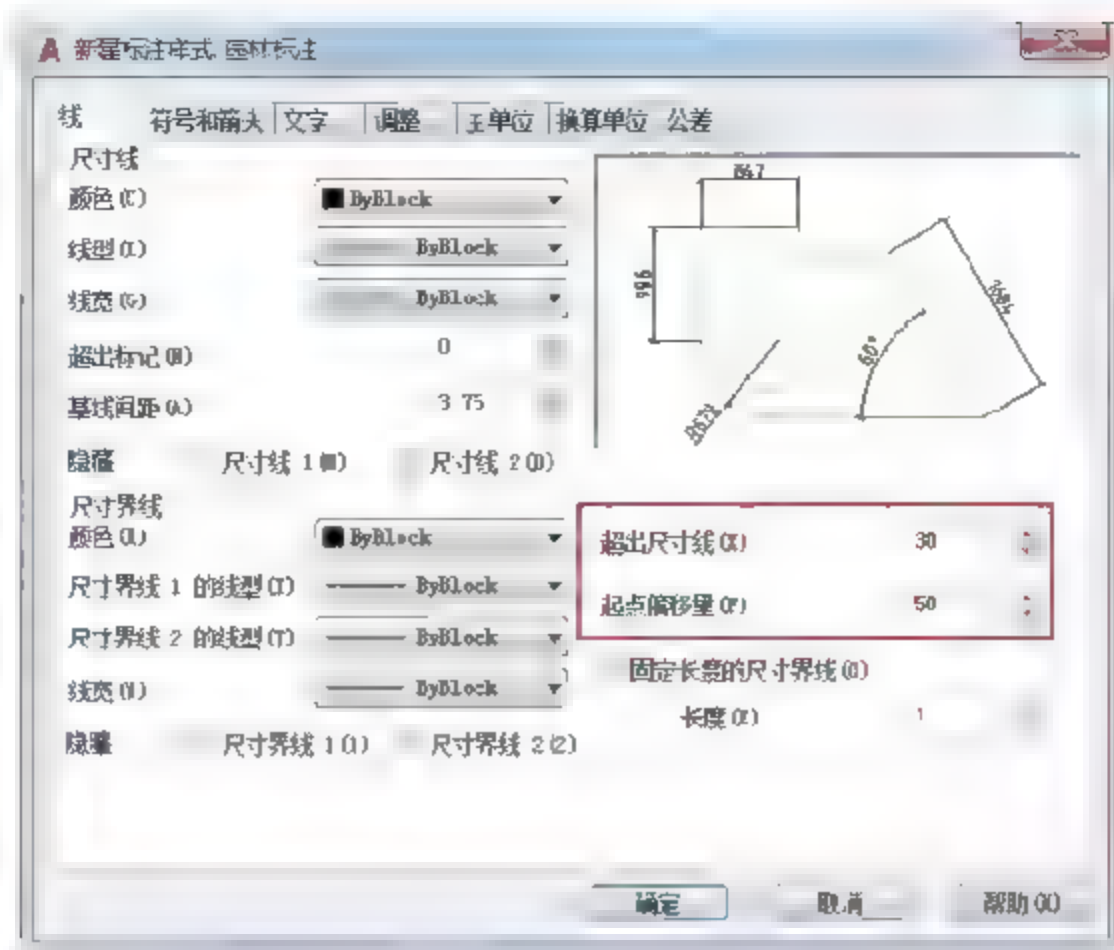 新建标注样式: 园林标注
线 符号和箭头 文字 调整 主单位 换算单位 公差
尺寸线
颜色(C) ByBlock
线型(L) ByBlock
线宽(G) ByBlock
超出标记(N) 0
基线间距(A) 3.75
隐藏 尺寸线 1(M) 尺寸线 2(D)
尺寸界线
颜色(R) ByBlock
尺寸界线 1 的线型(I) ByBlock
尺寸界线 2 的线型(T) ByBlock
线宽(W) ByBlock
隐藏 尺寸界线 1(1) 尺寸界线 2(2)
996
60°
超出尺寸线(X) 30
起点偏移量(F) 50
固定长度的尺寸界线(O)
长度(E) 1
确定 取消 帮助(H)